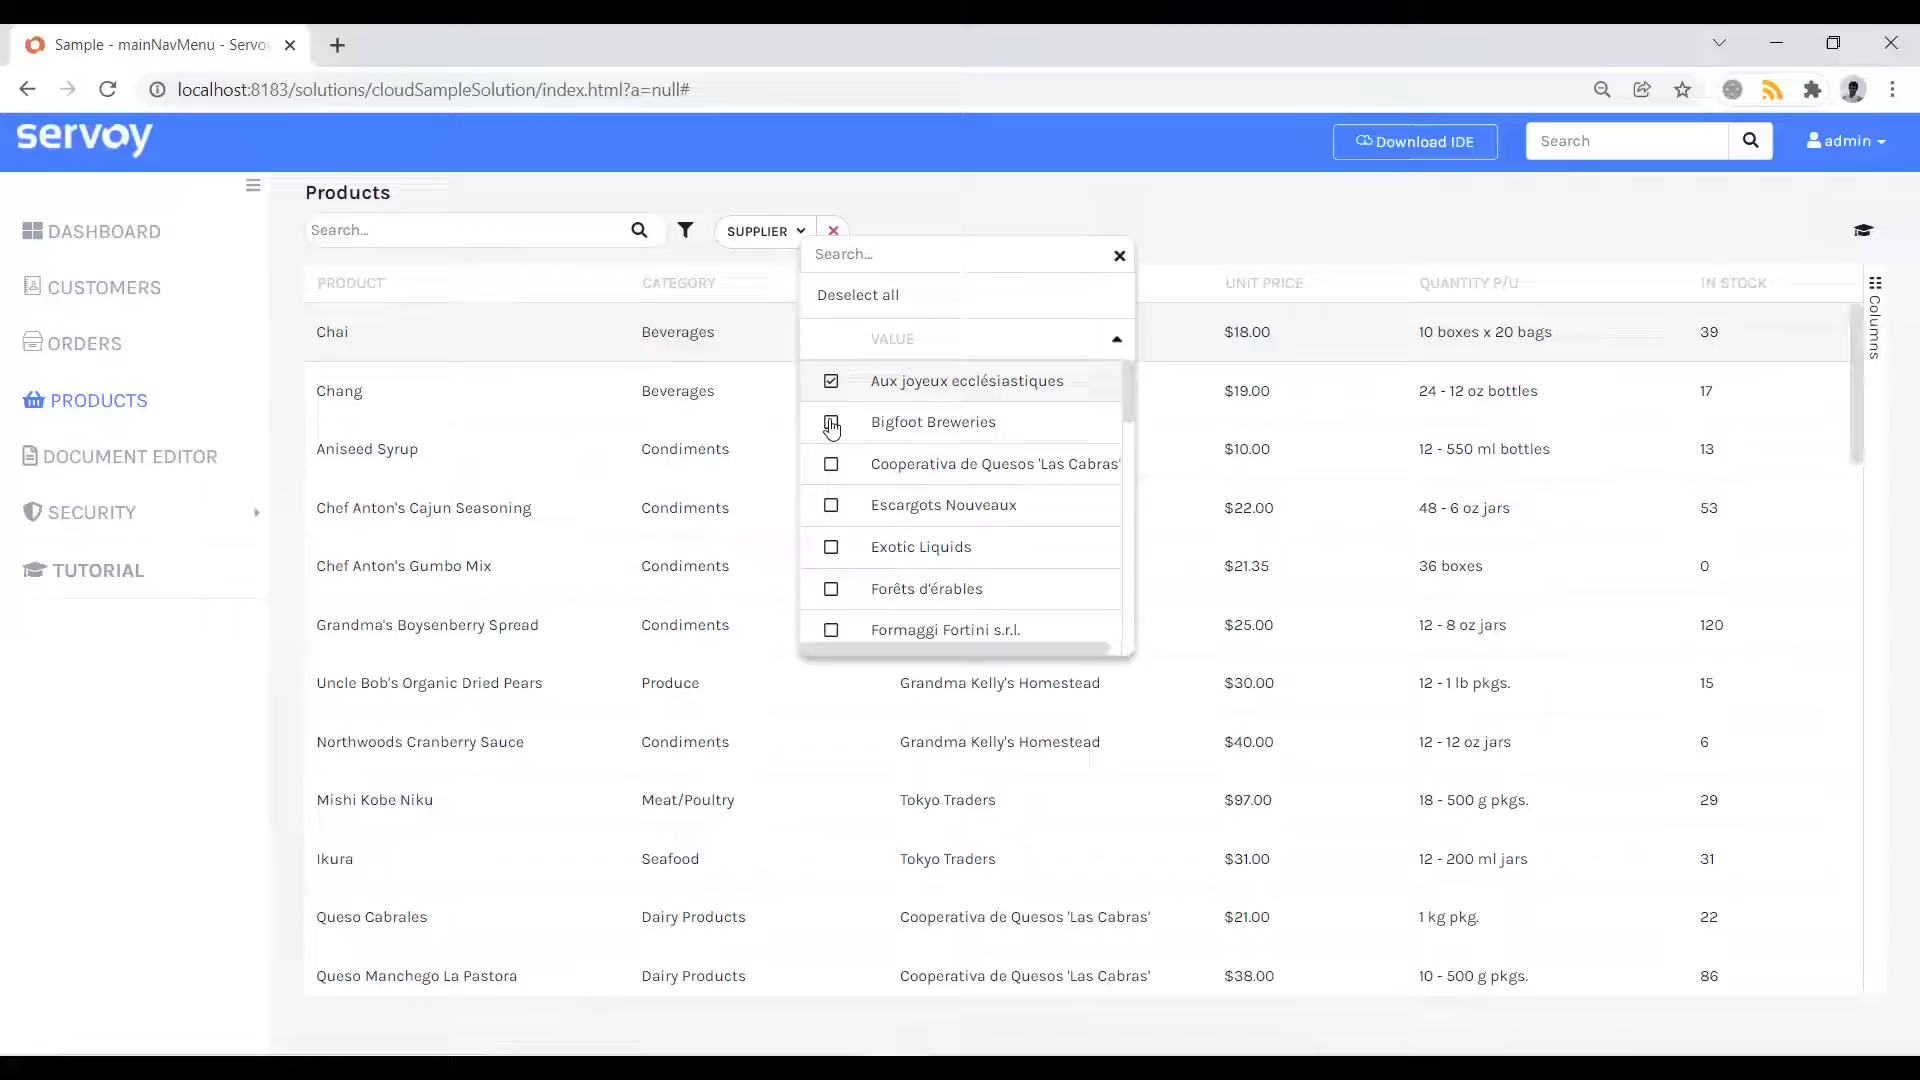 Sample - mainNavMenu - Servo
localhost:8183/solutions/cloudSampleSolution/index.html?a=null#
servoy
Download IDE
Search
admin
Products
DASHBOARD
CUSTOMERS
ORDERS
PRODUCTS
DOCUMENT EDITOR
SECURITY
TUTORIAL
Search...
SUPPLIER
Search...
Deselect all
VALUE
Aux joyeux ecclésiastiques
Bigfoot Breweries
Cooperativa de Quesos 'Las Cabras'
Escargots Nouveaux
Exotic Liquids
Forêts d'érables
Formaggi Fortini s.r.l.
PRODUCT CATEGORY UNIT PRICE QUANTITY P/U IN STOCK
Chai Beverages $18.00 10 boxes x 20 bags 39
Chang Beverages $19.00 24 - 12 oz bottles 17
Aniseed Syrup Condiments $10.00 12 - 550 ml bottles 13
Chef Anton's Cajun Seasoning Condiments $22.00 48 - 6 oz jars 53
Chef Anton's Gumbo Mix Condiments $21.35 36 boxes 0
Grandma's Boysenberry Spread Condiments $25.00 12 - 8 oz jars 120
Uncle Bob's Organic Dried Pears Produce Grandma Kelly's Homestead $30.00 12 - 1 lb pkgs. 15
Northwoods Cranberry Sauce Condiments Grandma Kelly's Homestead $40.00 12 - 12 oz jars 6
Mishi Kobe Niku Meat/Poultry Tokyo Traders $97.00 18 - 500 g pkgs. 29
Ikura Seafood Tokyo Traders $31.00 12 - 200 ml jars 31
Queso Cabrales Dairy Products Cooperativa de Quesos 'Las Cabras' $21.00 1 kg pkg. 22
Queso Manchego La Pastora Dairy Products Cooperativa de Quesos 'Las Cabras' $38.00 10 - 500 g pkgs. 86
Columns